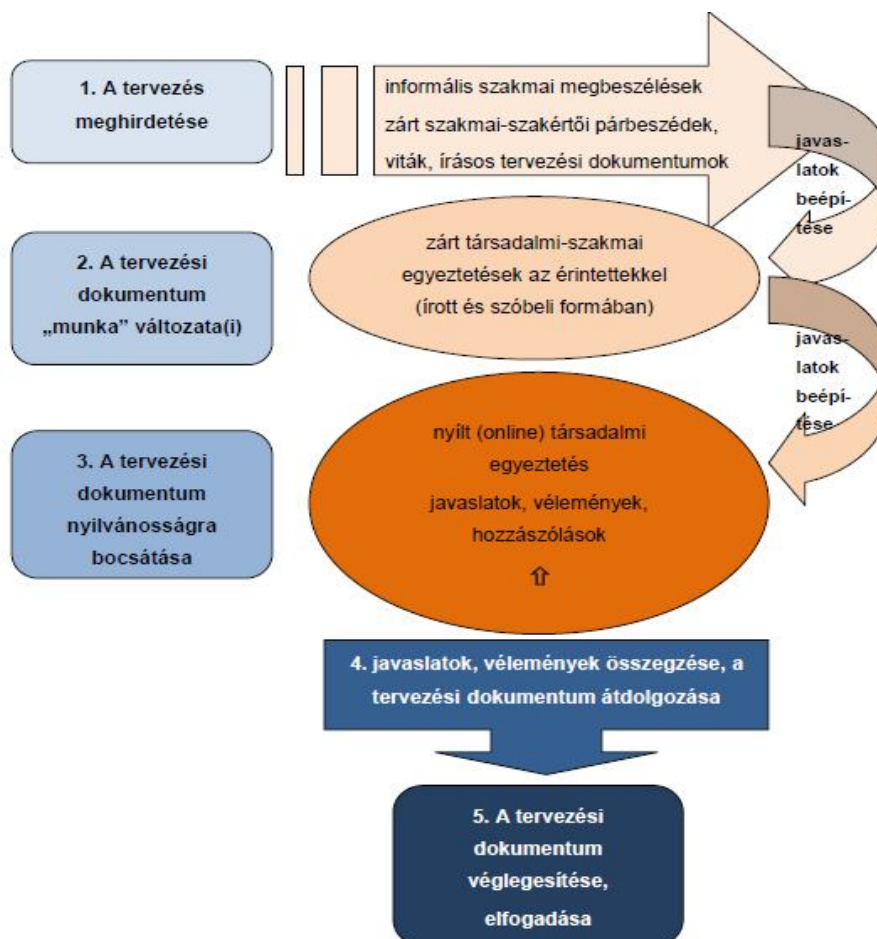 1. A tervezés
meghirdetése
informális szakmai megbeszélések
zárt szakmai-szakértői párbeszédek,
viták, írásos tervezési dokumentumok
javas-
latok
beépí-
tése
2. A tervezési
dokumentum
„munka” változata(i)
zárt társadalmi-szakmai
egyeztetések az érintettekkel
(írott és szóbeli formában)
javas-
latok
beépí-
tése
3. A tervezési
dokumentum
nyilvánosságra
bocsátása
nyílt (online) társadalmi
egyeztetés
javaslatok, vélemények,
hozzászólások
⇧
4. javaslatok, vélemények összegzése, a
tervezési dokumentum átdolgozása
5. A tervezési
dokumentum
véglegesítése,
elfogadása